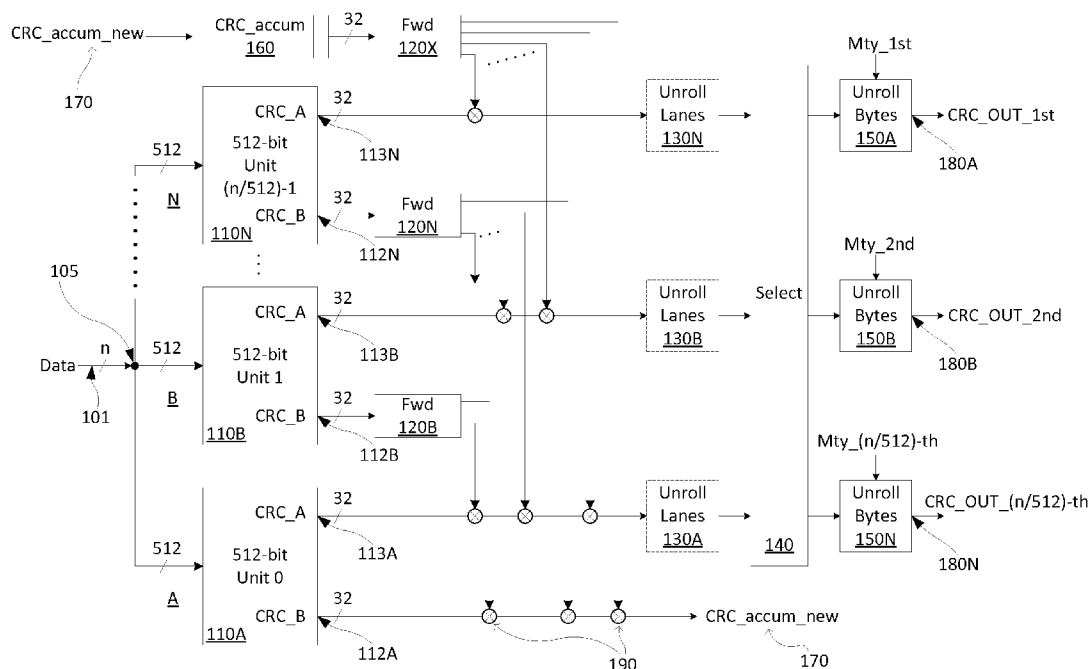 CRC_accum_new
170
CRC_accum
160
32
Fwd
120X
Mty_1st
512
N
CRC_A
512-bit
Unit
(n/512)-1
CRC_B
110N
32
113N
32
112N
Fwd
120N
Unroll
Lanes
130N
Unroll
Bytes
150A
CRC_OUT_1st
180A
105
Data
n
101
512
B
CRC_A
512-bit
Unit 1
CRC_B
110B
32
113B
32
112B
Fwd
120B
Unroll
Lanes
130B
Select
Mty_2nd
Unroll
Bytes
150B
CRC_OUT_2nd
180B
512
A
CRC_A
512-bit
Unit 0
CRC_B
110A
32
113A
32
112A
Unroll
Lanes
130A
140
Mty_(n/512)-th
Unroll
Bytes
150N
CRC_OUT_(n/512)-th
180N
190
CRC_accum_new
170